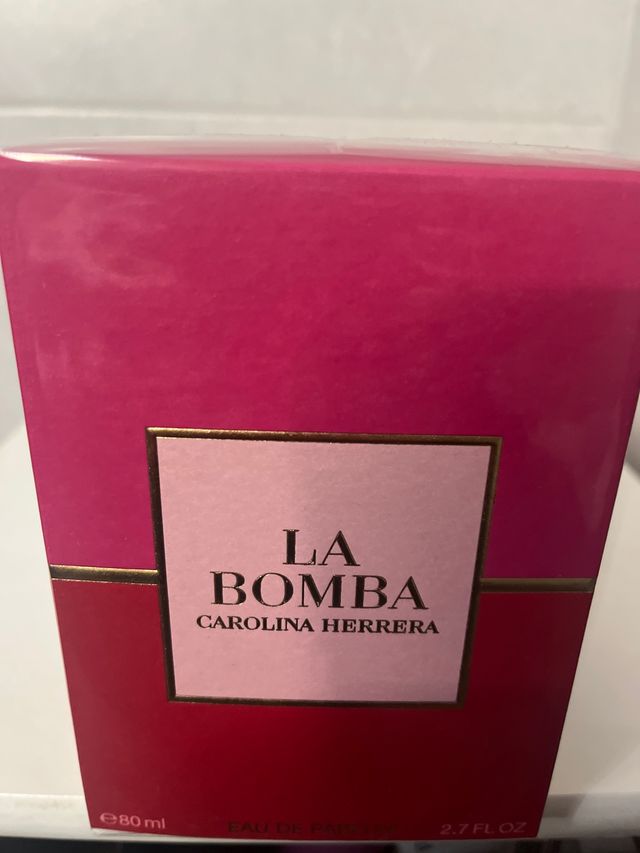 LA
BOMBA
CAROLINA HERRERA
℮80 ml EAU DE PARFUM 2.7 FL. OZ